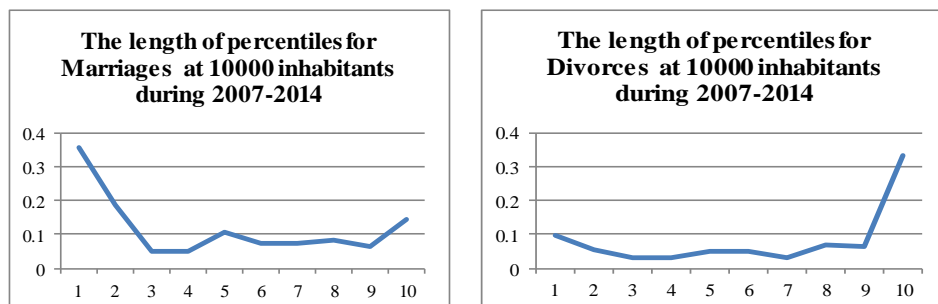 The length of percentiles for
Marriages at 10000 inhabitants
during 2007-2014
0.4
0.3
0.2
0.1
0
1 2 3 4 5 6 7 8 9 10
The length of percentiles for
Divorces at 10000 inhabitants
during 2007-2014
0.4
0.3
0.2
0.1
0
1 2 3 4 5 6 7 8 9 10